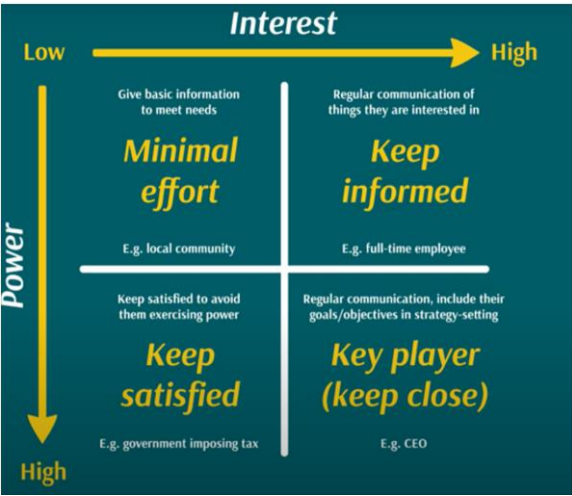 Interest
Low
High
Give basic information
to meet needs
Minimal
effort
E.g. local community
Regular communication of
things they are interested in
Keep
informed
E.g. full-time employee
Power
Keep satisfied to avoid
them exercising power
Keep
satisfied
E.g. government imposing tax
Regular communication, include their
goals/objectives in strategy-setting
Key player
(keep close)
E.g. CEO
High